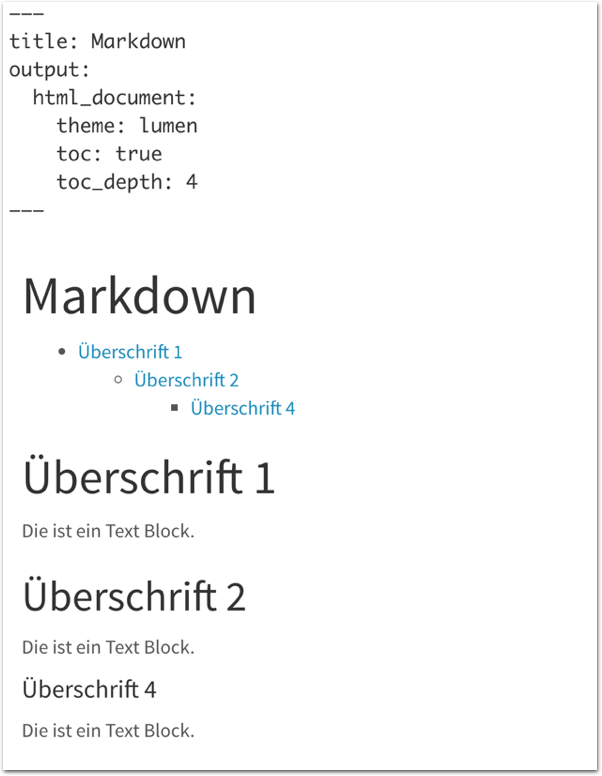 ---
title: Markdown
output:
  html_document:
    theme: lumen
    toc: true
    toc_depth: 4
---
Markdown
Überschrift 1
Überschrift 2
Überschrift 4
Überschrift 1
Die ist ein Text Block.
Überschrift 2
Die ist ein Text Block.
Überschrift 4
Die ist ein Text Block.